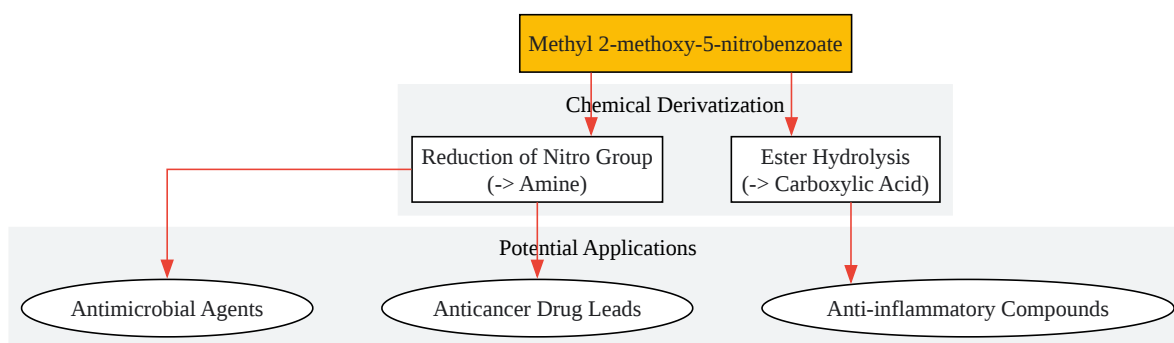 Methyl 2-methoxy-5-nitrobenzoate
Chemical Derivatization
Reduction of Nitro Group
(-> Amine)
Ester Hydrolysis
(-> Carboxylic Acid)
Potential Applications
Antimicrobial Agents
Anticancer Drug Leads
Anti-inflammatory Compounds